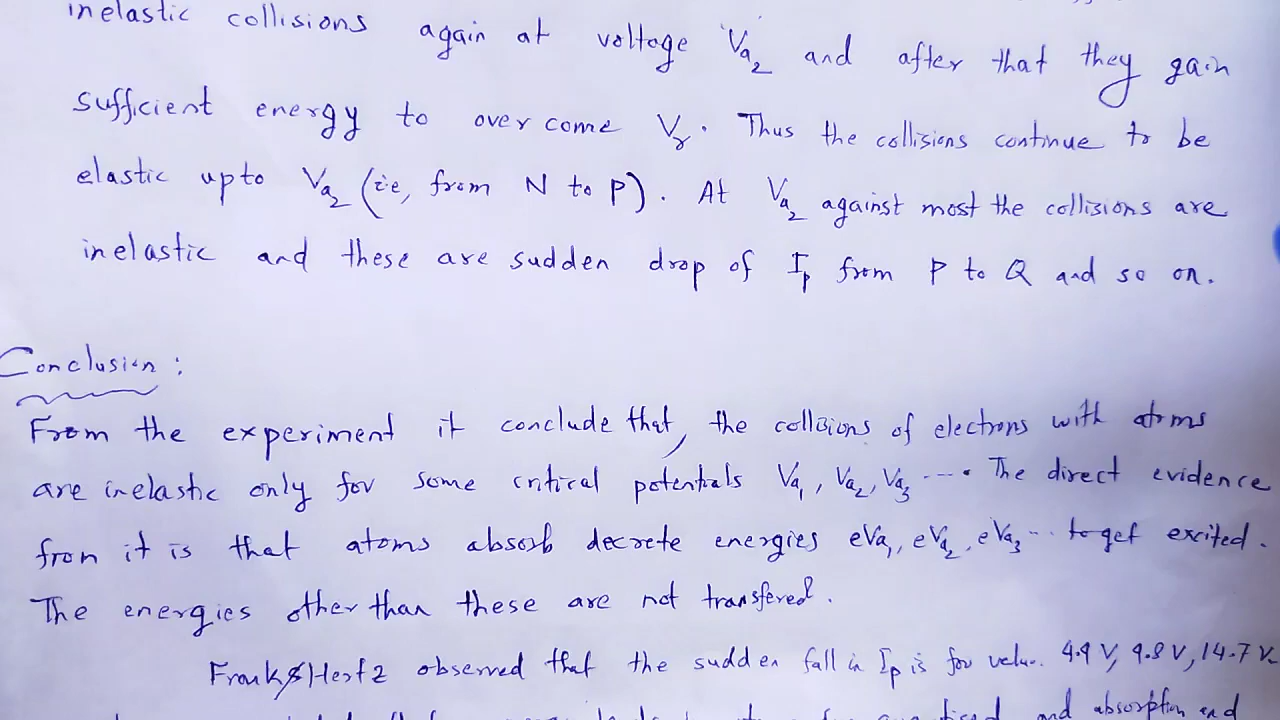 inelastic collisions again at voltage Va₂ and after that they gain
sufficient energy to over come Vr. Thus the collisions continue to be
elastic upto Va₂ (ie, from N to P). At Va₂ against most the collisions are
inelastic and these are sudden drop of Ip from P to Q and so on.
Conclusion :
From the experiment it conclude that, the collisions of electrons with atoms
are inelastic only for some critical potentials Va₁, Va₂, Va₃ ---. The direct evidence
from it is that atoms absorb decrete energies eVa₁, eVa₂, eVa₃ -- to get excited.
The energies other than these are not transfered.
Frank & Hertz observed that the sudden fall in Ip is for 4.9 V, 9.8 V, 14.7 V
and absorption and